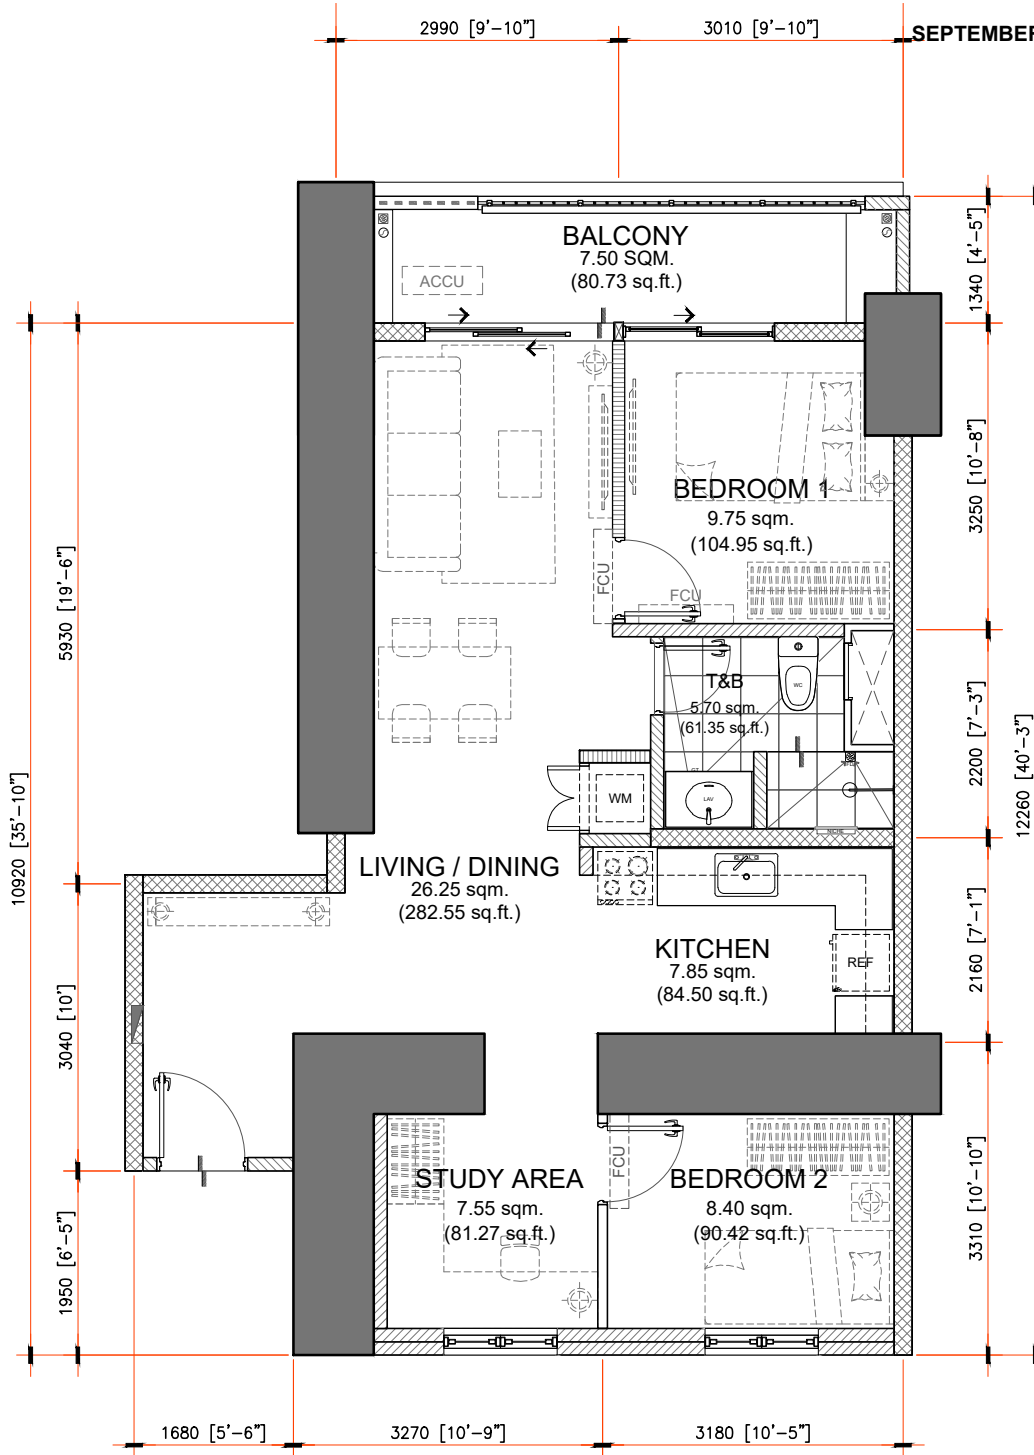 2990 [9'-10"]
3010 [9'-10"]
SEPTEMBER
BALCONY
7.50 SQM.
(80.73 sq.ft.)
ACCU
1340 [4'-5"]
BEDROOM 1
9.75 sqm.
(104.95 sq.ft.)
3250 [10'-8"]
FCU
FCU
5930 [19'-6"]
T&B
5.70 sqm.
(61.35 sq.ft.)
WC
2200 [7'-3"]
12260 [40'-3"]
WM
LAV
NICHE
10920 [35'-10"]
LIVING / DINING
26.25 sqm.
(282.55 sq.ft.)
KITCHEN
7.85 sqm.
(84.50 sq.ft.)
REF
2160 [7'-1"]
3040 [10']
STUDY AREA
7.55 sqm.
(81.27 sq.ft.)
FCU
BEDROOM 2
8.40 sqm.
(90.42 sq.ft.)
3310 [10'-10"]
1950 [6'-5"]
1680 [5'-6"]
3270 [10'-9"]
3180 [10'-5"]